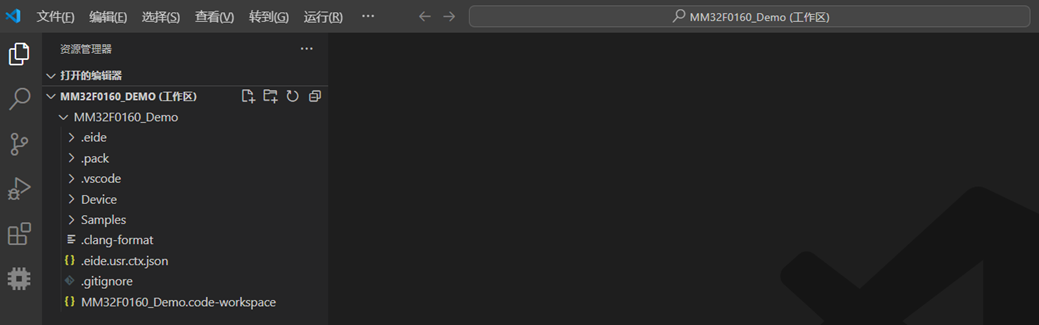 文件(F) 编辑(E) 选择(S) 查看(V) 转到(G) 运行(R) ··· MM32F0160_Demo (工作区)
资源管理器
打开的编辑器
MM32F0160_DEMO (工作区)
MM32F0160_Demo
.eide
.pack
.vscode
Device
Samples
.clang-format
{} .eide.usr.ctx.json
.gitignore
{} MM32F0160_Demo.code-workspace